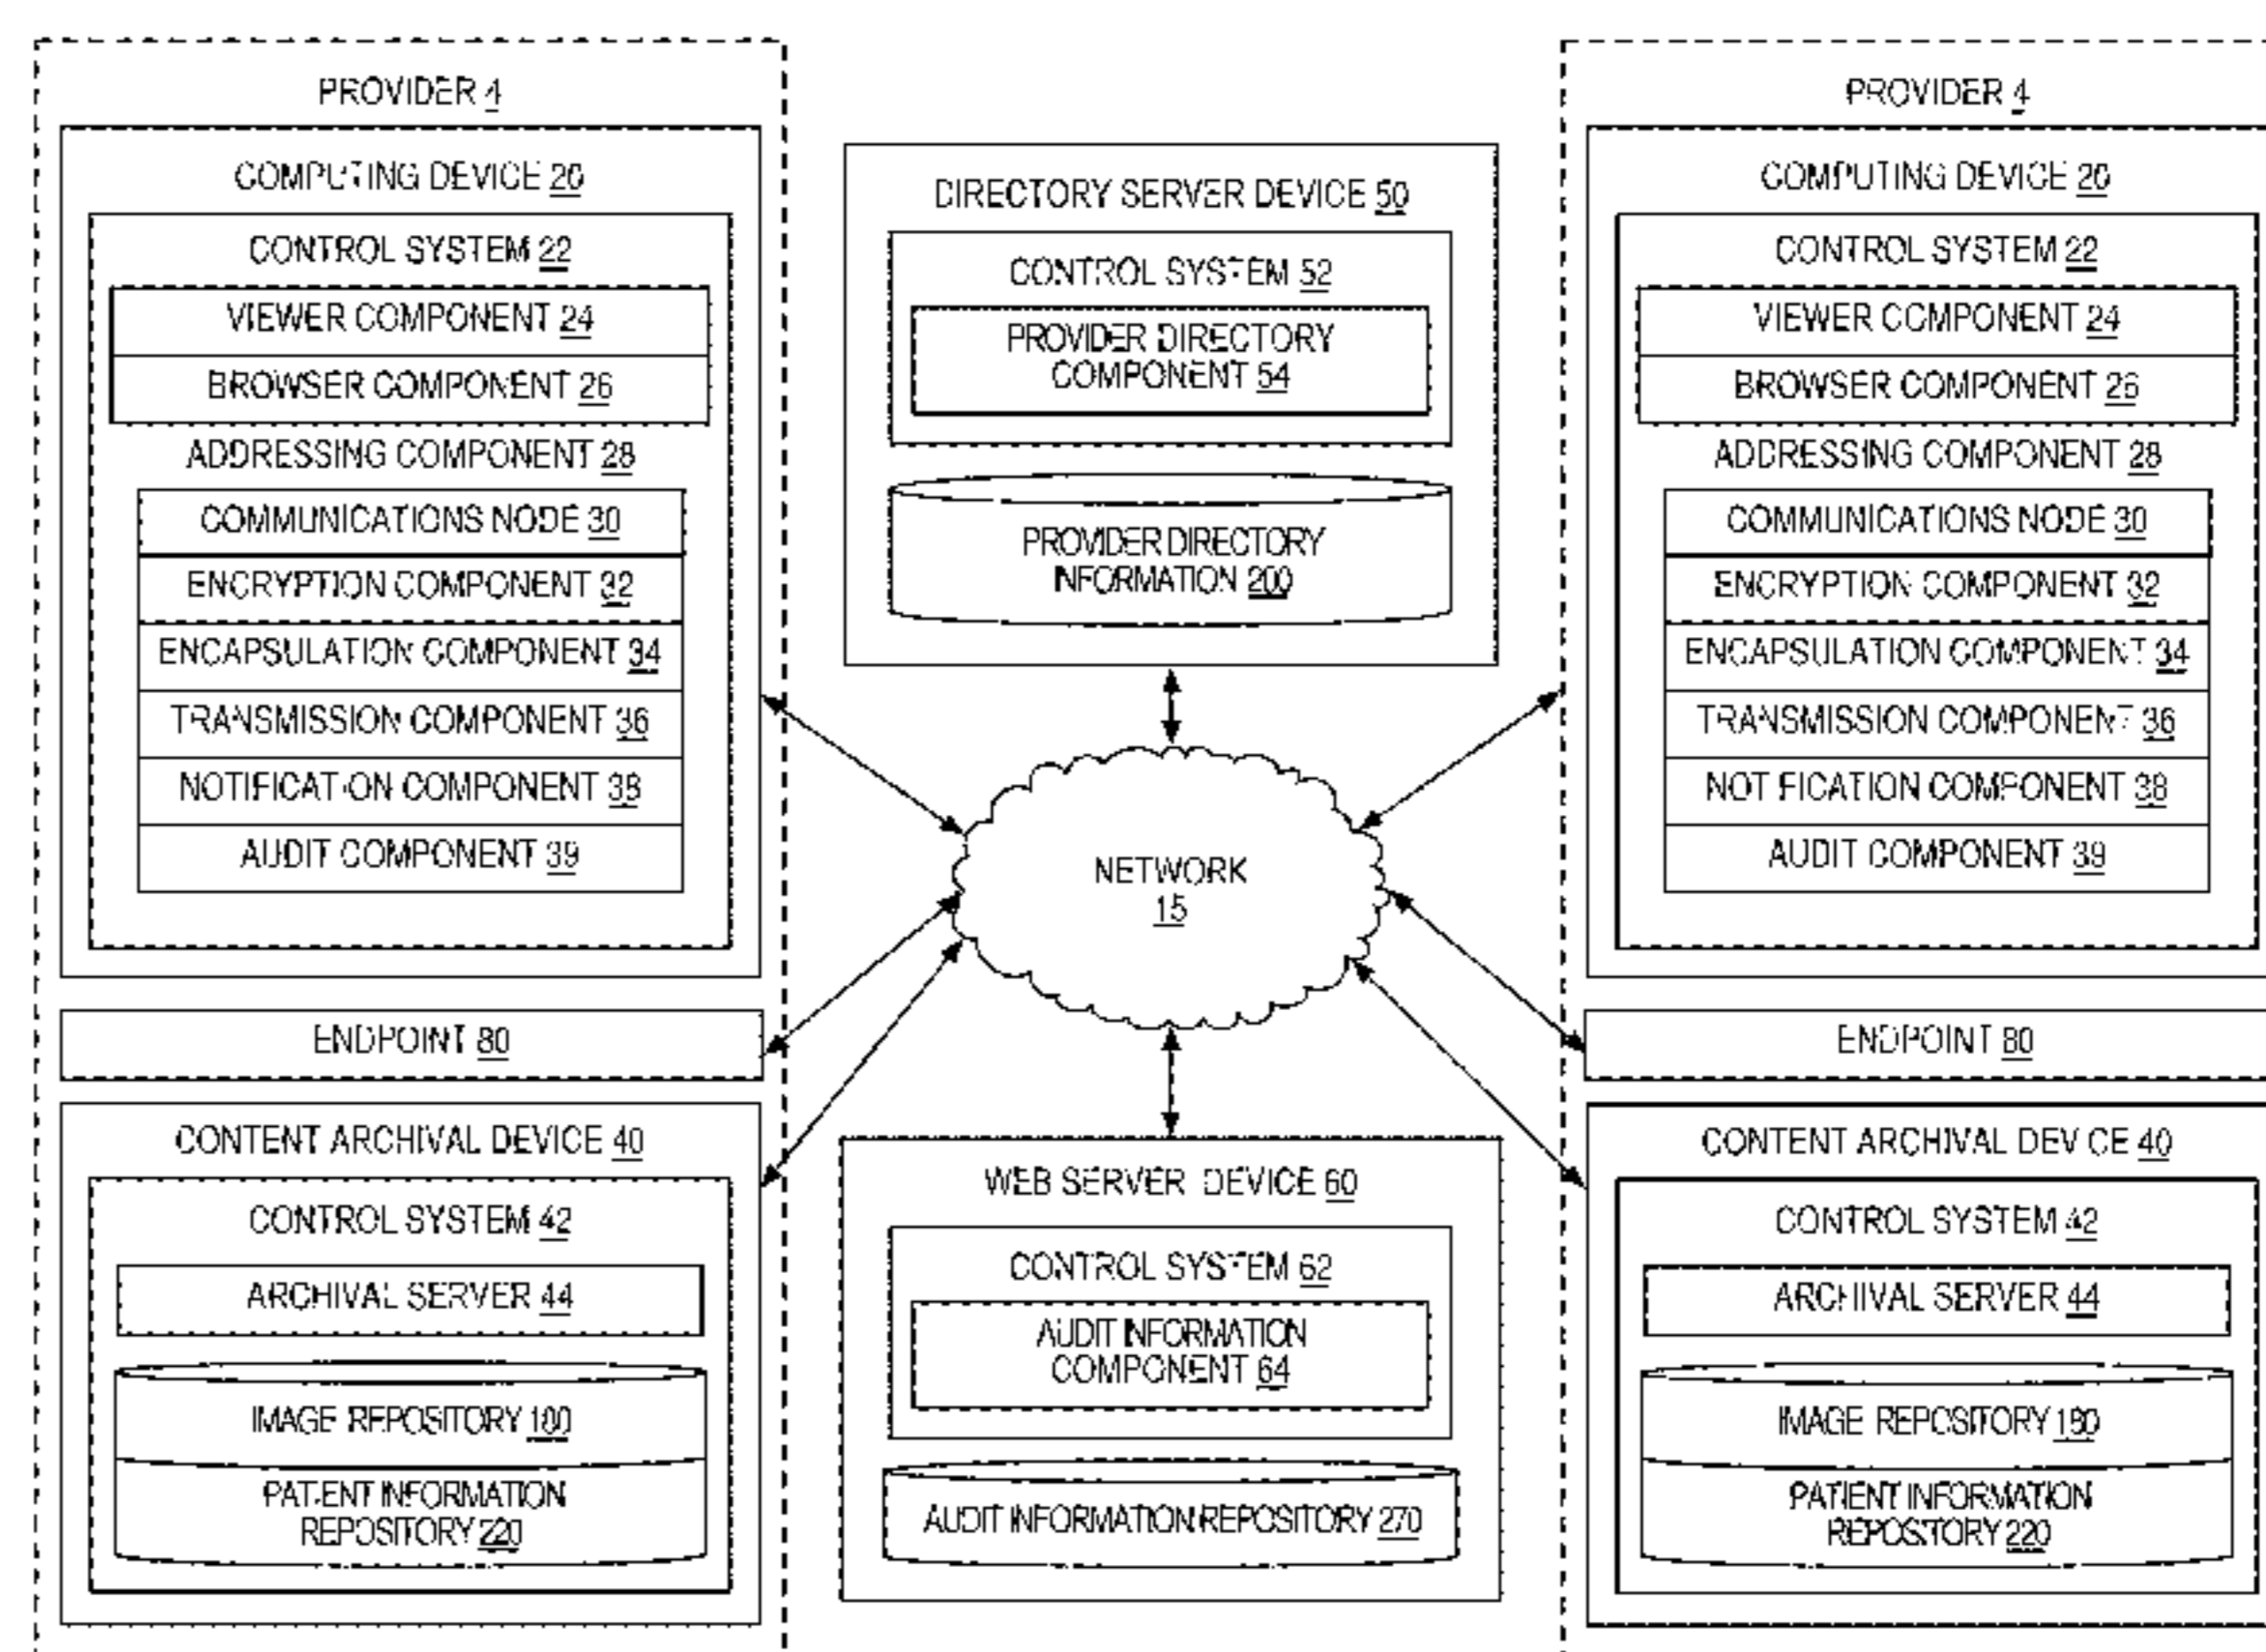 PROVIDER 4
COMPUTING DEVICE 20
CONTROL SYSTEM 22
VIEWER COMPONENT 24
BROWSER COMPONENT 26
ADDRESSING COMPONENT 28
COMMUNICATIONS NODE 30
ENCRYPTION COMPONENT 32
ENCAPSULATION COMPONENT 34
TRANSMISSION COMPONENT 36
NOTIFICATION COMPONENT 38
AUDIT COMPONENT 39
ENDPOINT 80
CONTENT ARCHIVAL DEVICE 40
CONTROL SYSTEM 42
ARCHIVAL SERVER 44
IMAGE REPOSITORY
PATIENT INFORMATION
REPOSITORY 220
DIRECTORY SERVER DEVICE 50
CONTROL SYSTEM 52
PROVIDER DIRECTORY
COMPONENT 54
PROVIDER DIRECTORY
INFORMATION 200
NETWORK
15
WEB SERVER DEVICE 60
CONTROL SYSTEM 62
AUDIT INFORMATION
COMPONENT 64
AUDIT INFORMATION REPOSITORY 270
PROVIDER 4
COMPUTING DEVICE 20
CONTROL SYSTEM 22
VIEWER COMPONENT 24
BROWSER COMPONENT 26
ADDRESSING COMPONENT 28
COMMUNICATIONS NODE 30
ENCRYPTION COMPONENT 32
ENCAPSULATION COMPONENT 34
TRANSMISSION COMPONENT 36
NOTIFICATION COMPONENT 38
AUDIT COMPONENT 39
ENDPOINT 80
CONTENT ARCHIVAL DEVICE 40
CONTROL SYSTEM 42
ARCHIVAL SERVER 44
IMAGE REPOSITORY
PATIENT INFORMATION
REPOSITORY 220